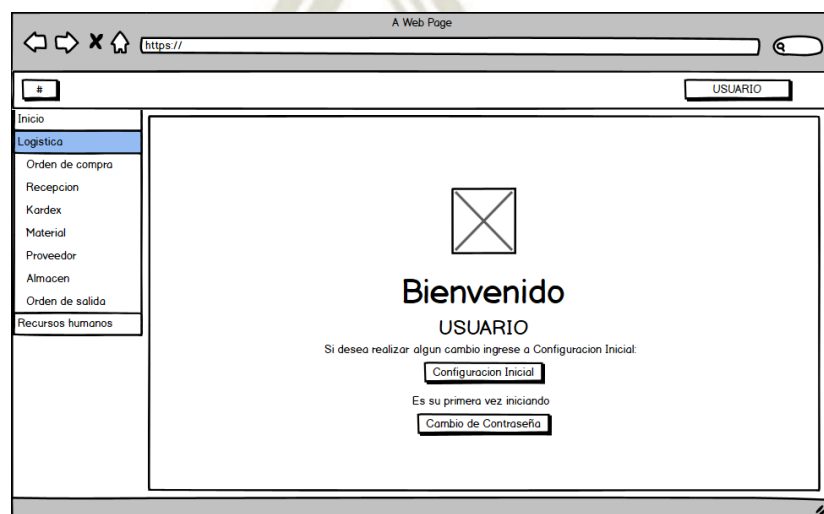 A Web Page
https://
#
USUARIO
Inicio
Logistica
Orden de compra
Recepcion
Kardex
Material
Proveedor
Almacen
Orden de salida
Recursos humanos
Bienvenido
USUARIO
Si desea realizar algun cambio ingrese a Configuracion Inicial:
Configuracion Inicial
Es su primera vez iniciando
Cambio de Contraseña